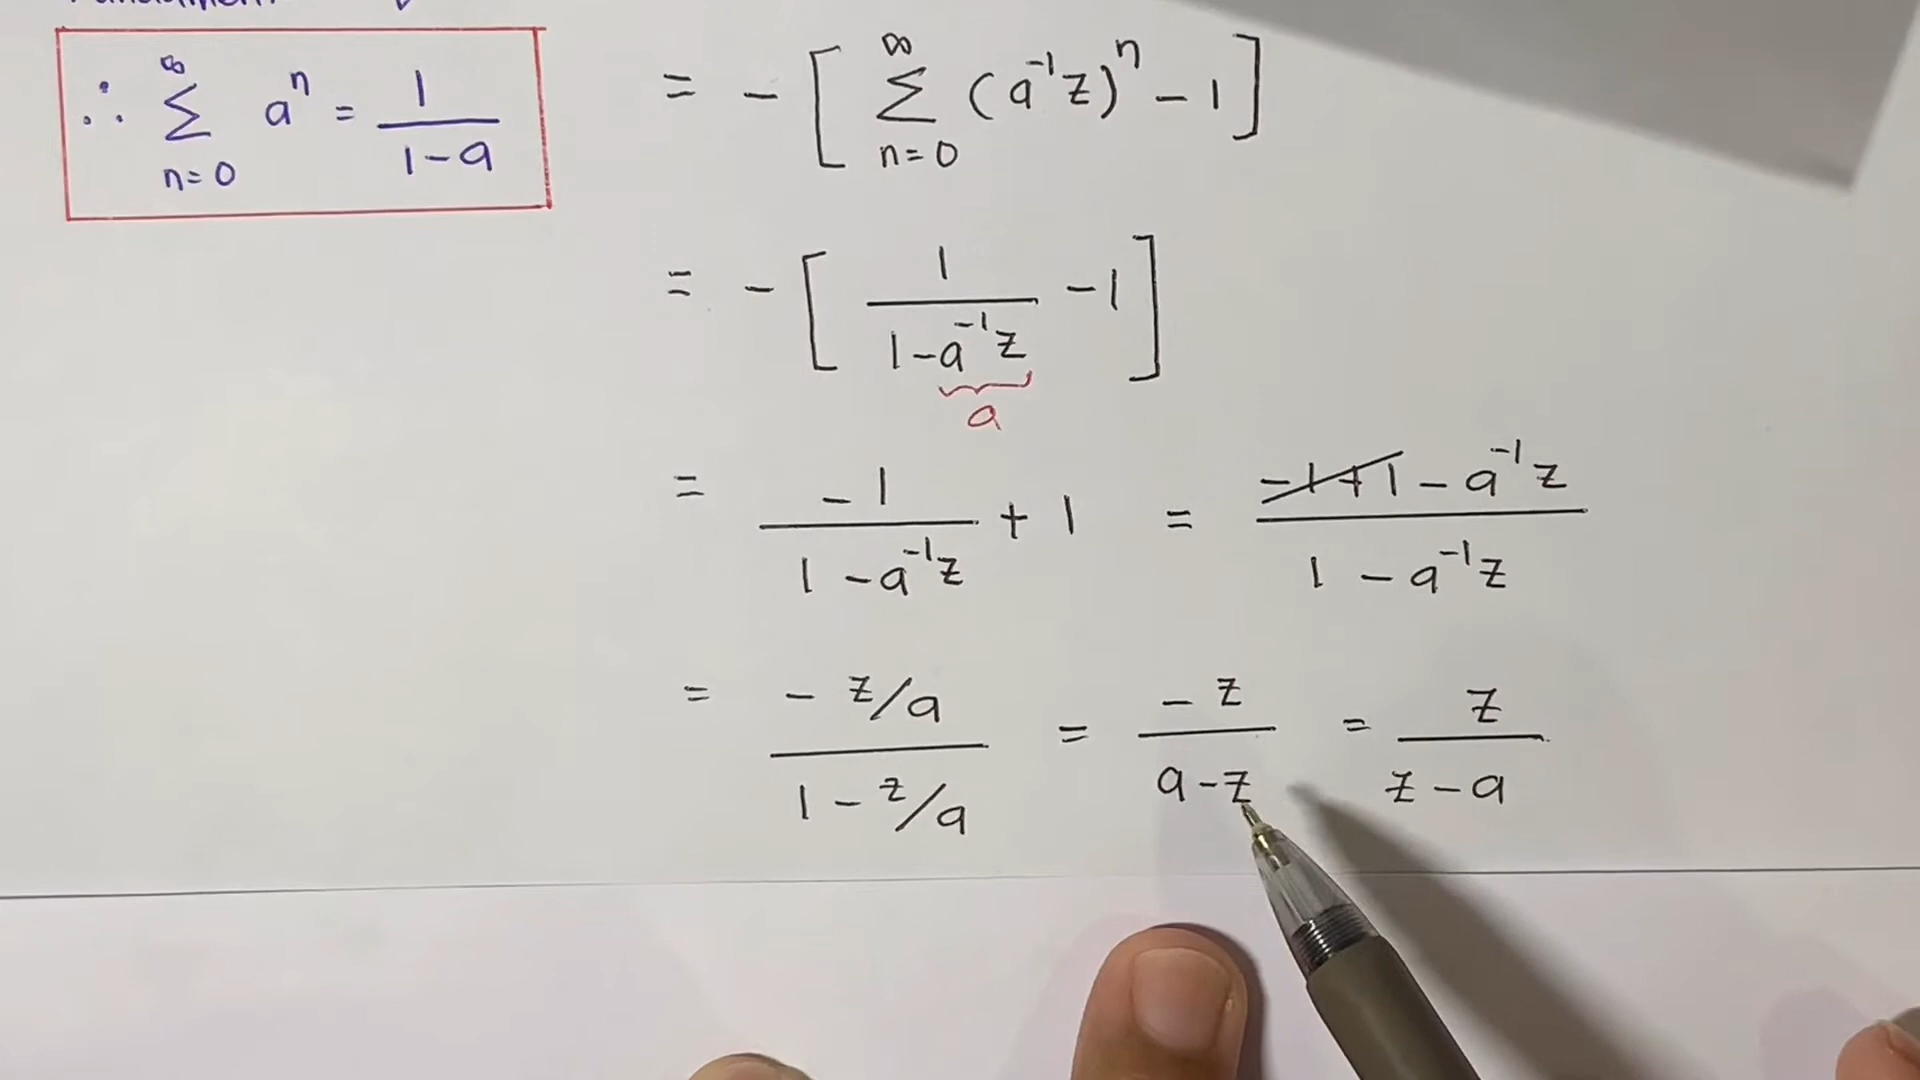 ∴ ∑_{n=0}^{∞} a^n = 1/(1-a)
= -[ ∑_{n=0}^{∞} (a^{-1}z)^n - 1 ]
= -[ 1/(1-a^{-1}z) - 1 ]
a
= -1/(1-a^{-1}z) + 1 = (-1+1-a^{-1}z)/(1-a^{-1}z)
= (-z/a)/(1-z/a) = -z/(a-z) = z/(z-a)